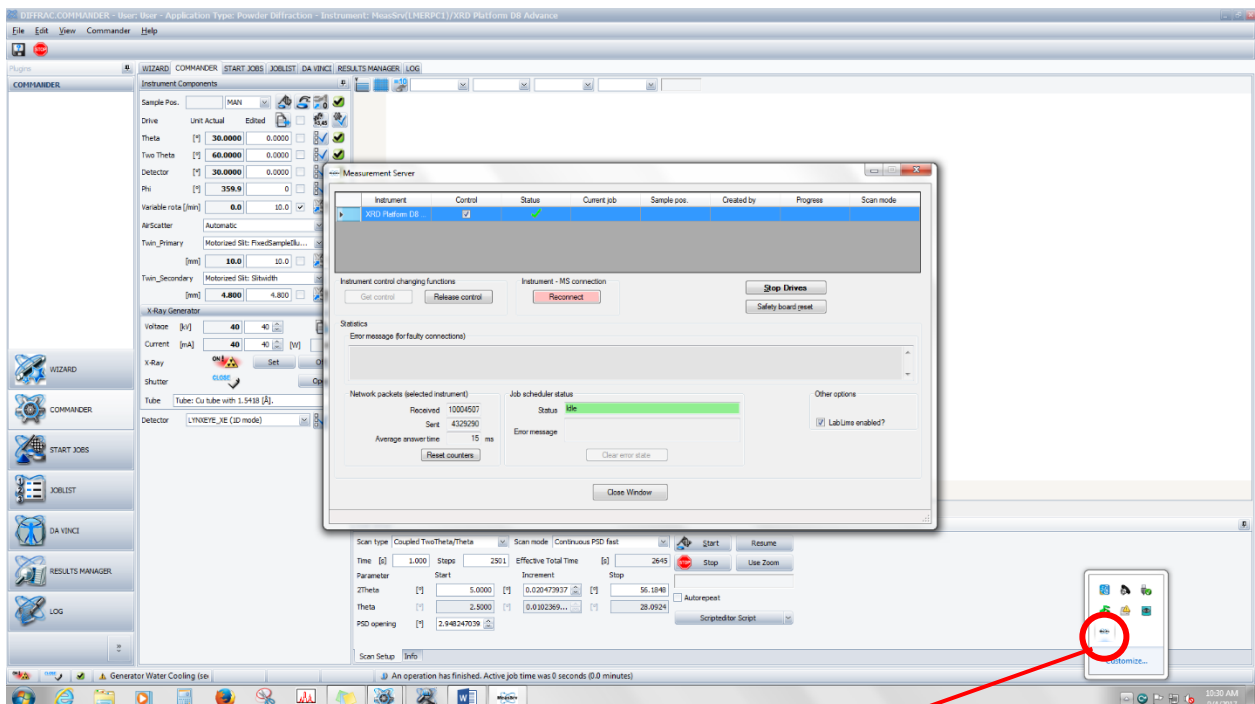 DIFFRAC.COMMANDER - User: User - Application Type: Powder Diffraction - Instrument: MeasSrv(LMERPC1)/XRD Platform D8 Advance
File Edit View Commander Help
STOP
Plugins
WIZARD COMMANDER START JOBS JOBLIST DA VINCI RESULTS MANAGER LOG
COMMANDER
Instrument Components
Sample Pos. MAN
Drive Unit Actual Edited
Theta [°] 30.0000 0.0000
Two Theta [°] 60.0000 0.0000
Detector [°] 30.0000 0.0000
Phi [°] 359.9 0
Variable rota [/min] 0.0 10.0
AirScatter Automatic
Twin_Primary Motorized Slit: FixedSampleIllu...
[mm] 10.0 10.0
Twin_Secondary Motorized Slit: Slitwidth
[mm] 4.800 4.800
X-Ray Generator
Voltage [kV] 40 40
Current [mA] 40 40 [W]
X-Ray ON! Set
Shutter CLOSE
Tube Tube: Cu tube with 1.5418 [Å].
Detector LYNXEYE_XE (1D mode)
WIZARD
COMMANDER
START JOBS
JOBLIST
DA VINCI
RESULTS MANAGER
LOG
Measurement Server
Instrument Control Status Current job Sample pos. Created by Progress Scan mode
XRD Platform D8 ...
Instrument control changing functions
Get control Release control
Instrument - MS connection
Reconnect
Stop Drives
Safety board reset
Statistics
Error message (for faulty connections)
Network packets (selected instrument)
Received 10004507
Sent 4329290
Average answer time 15 ms
Reset counters
Job scheduler status
Status Idle
Error message
Clear error state
Other options
LabLims enabled?
Close Window
Scan type Coupled TwoTheta/Theta Scan mode Continuous PSD fast Start Resume
Time [s] 1.000 Steps 2501 Effective Total Time [s] 2645 Stop Use Zoom
Parameter Start Increment Stop
2Theta [°] 5.0000 [°] 0.020473937 [°] 56.1848
Autorepeat
Theta [°] 2.5000 [°] 0.0102369... [°] 28.0924
PSD opening [°] 2.948247039
Scripteditor Script
Scan Setup Info
Customize...
Generator Water Cooling (se
An operation has finished. Active job time was 0 seconds (0.0 minutes)
MeasSrv
10:30 AM